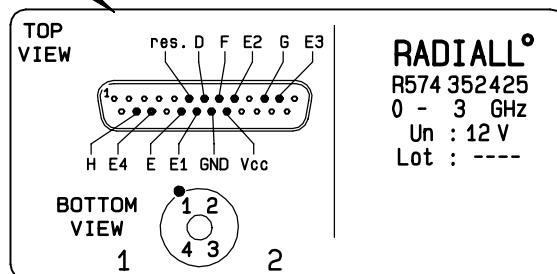 TOP
VIEW
res. D F E2 G E3
1
H E4 E E1 GND Vcc
BOTTOM
VIEW
1 2
4 3
1 2
RADIALL°
R574 352425
0 - 3 GHz
Un : 12 V
Lot : ----